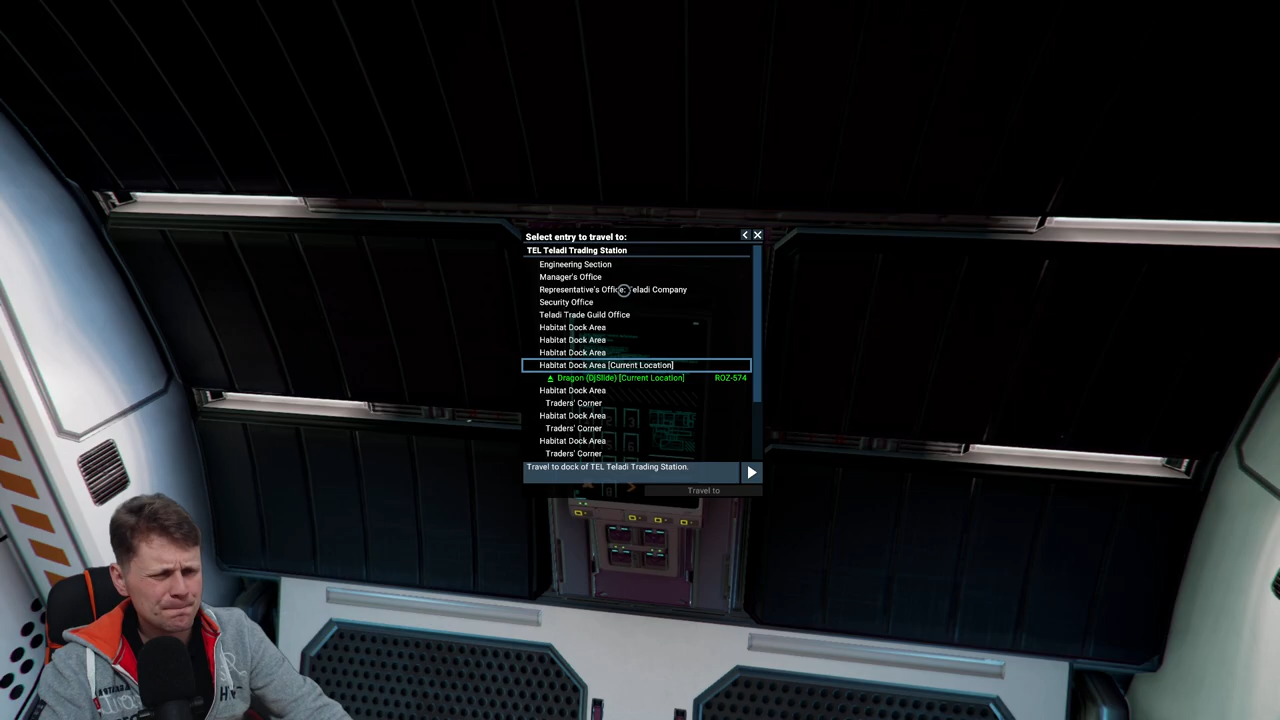 Select entry to travel to:
TEL Teladi Trading Station
Engineering Section
Manager's Office
Representative's Office: Teladi Company
Security Office
Teladi Trade Guild Office
Habitat Dock Area
Habitat Dock Area
Habitat Dock Area
Habitat Dock Area [Current Location]
Dragon (DjSlide) [Current Location] ROZ-574
Habitat Dock Area
Traders' Corner
Habitat Dock Area
Traders' Corner
Habitat Dock Area
Traders' Corner
Travel to dock of TEL Teladi Trading Station.
Travel to